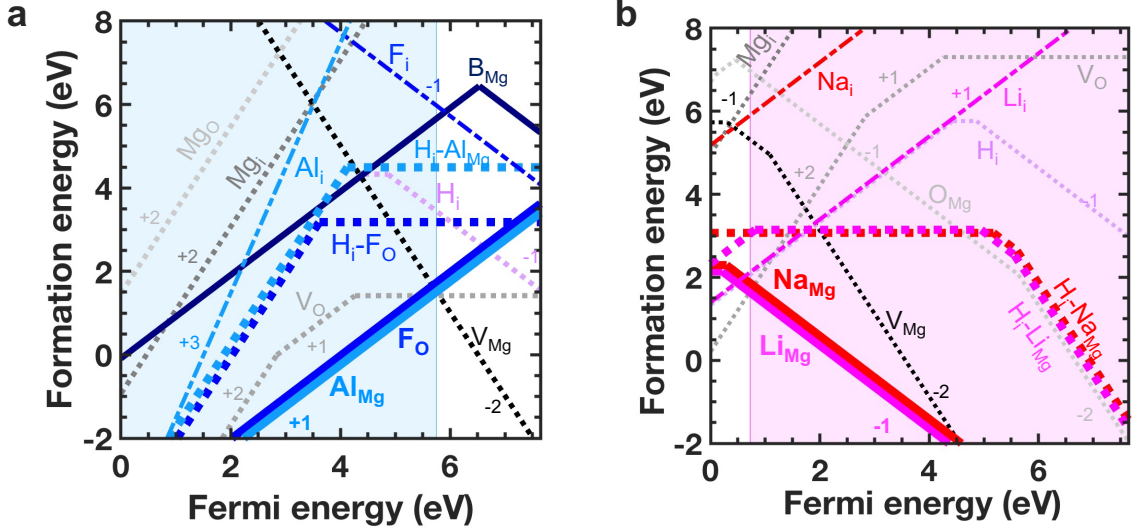 a
Formation energy (eV)
8
6
4
2
0
-2
0
2
4
6
Fermi energy (eV)
Mg_O
+2
Mg_i
+2
Al_i
+3
F_i
-1
B_Mg
H_i-Al_Mg
H_i
-1
H_i-F_O
V_O
+1
+2
F_O
Al_Mg
+1
V_Mg
-2
b
Formation energy (eV)
8
6
4
2
0
-2
0
2
4
6
Fermi energy (eV)
Mg_i
-1
Na_i
+1
V_O
Li_i
+1
H_i
-1
-1
O_Mg
+2
Na_Mg
Li_Mg
-1
V_Mg
-2
H_i-Na_Mg
H_i-Li_Mg
-2